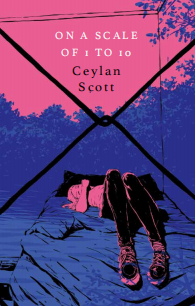 ON A SCALE
OF 1 TO 10
Ceylan
Scott